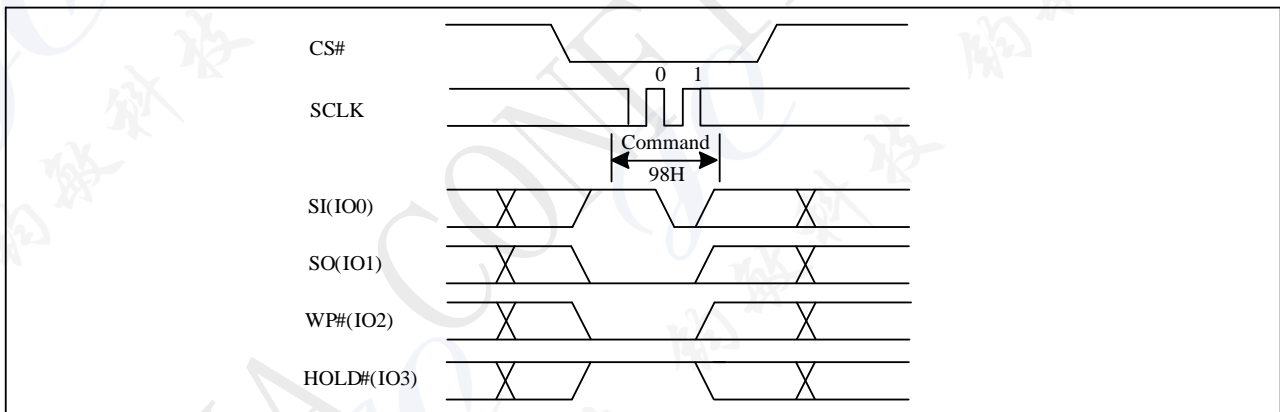 CS#
0 1
SCLK
Command
98H
SI(IO0)
SO(IO1)
WP#(IO2)
HOLD#(IO3)